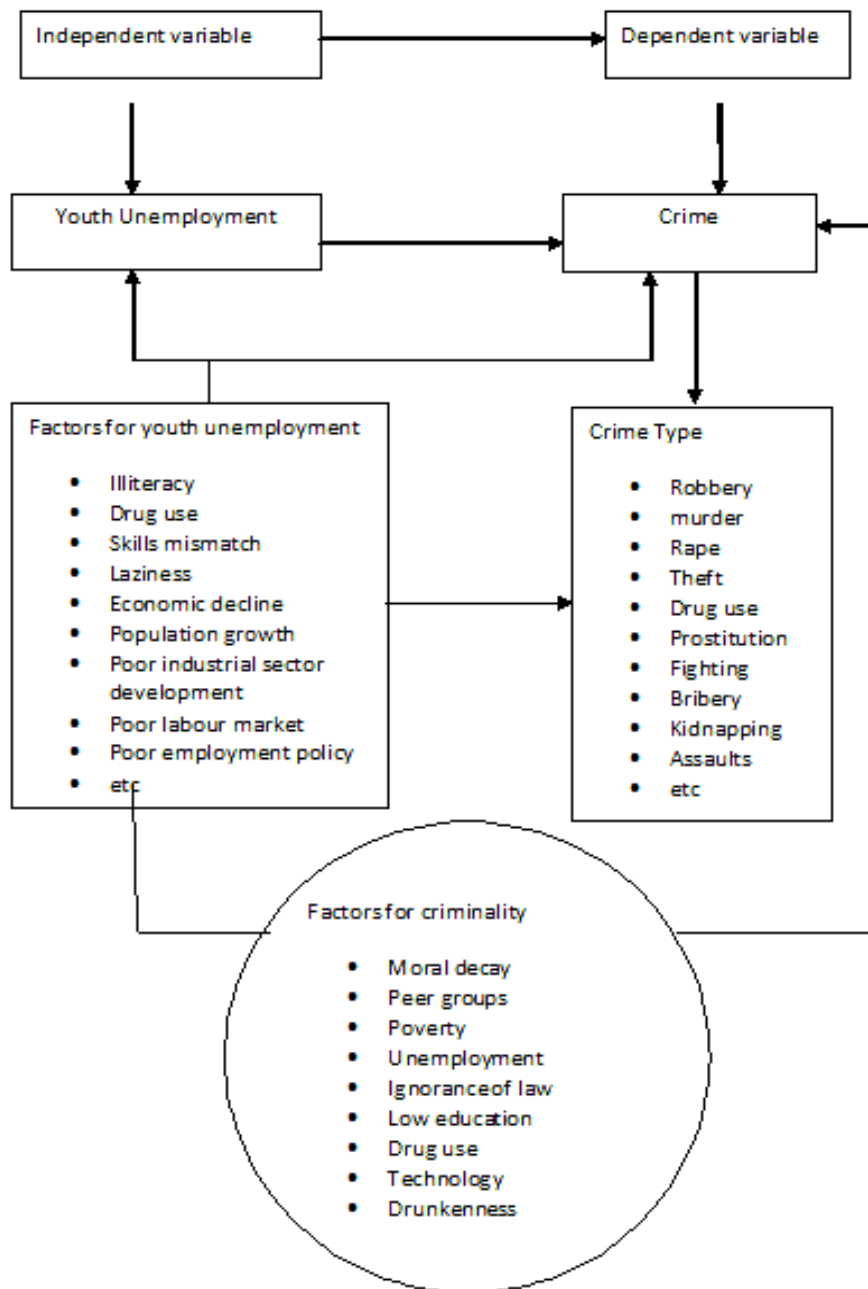 Independent variable
Dependent variable
Youth Unemployment
Crime
Factors for youth unemployment
• Illiteracy
• Drug use
• Skills mismatch
• Laziness
• Economic decline
• Population growth
• Poor industrial sector
development
• Poor labour market
• Poor employment policy
• etc
Crime Type
• Robbery
• murder
• Rape
• Theft
• Drug use
• Prostitution
• Fighting
• Bribery
• Kidnapping
• Assaults
• etc
Factors for criminality
• Moral decay
• Peer groups
• Poverty
• Unemployment
• Ignoranceof law
• Low education
• Drug use
• Technology
• Drunkenness